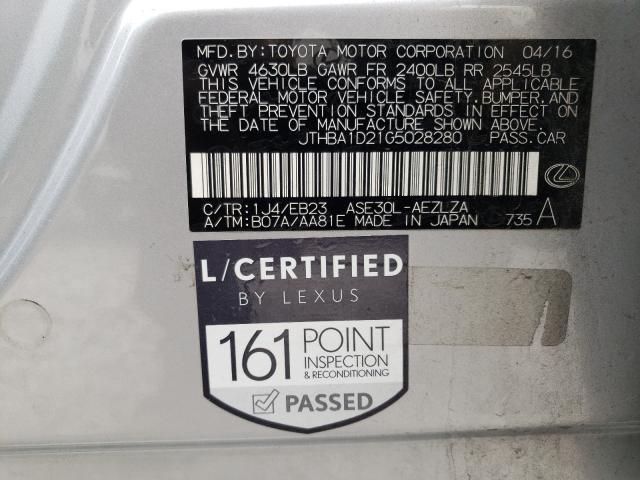 MFD.BY TOYOTA MOTOR CORPORATION 04/16
GVWR 4630LB GAWR FR 2400LB RR 2545LB
THIS VEHICLE CONFORMS TO ALL APPLICABLE
FEDERAL MOTOR VEHICLE SAFETY, BUMPER, AND
THEFT PREVENTION STANDARDS IN EFFECT ON
THE DATE OF MANUFACTURE SHOWN ABOVE.
JTHBA1D21G5028280 PASS.CAR
C/TR:1J4/EB23 ASE30L-AEZLZA
A/TM:B07A/AA81E MADE IN JAPAN 735 A
L/CERTIFIED
BY LEXUS
161 POINT
INSPECTION
& RECONDITIONING
PASSED